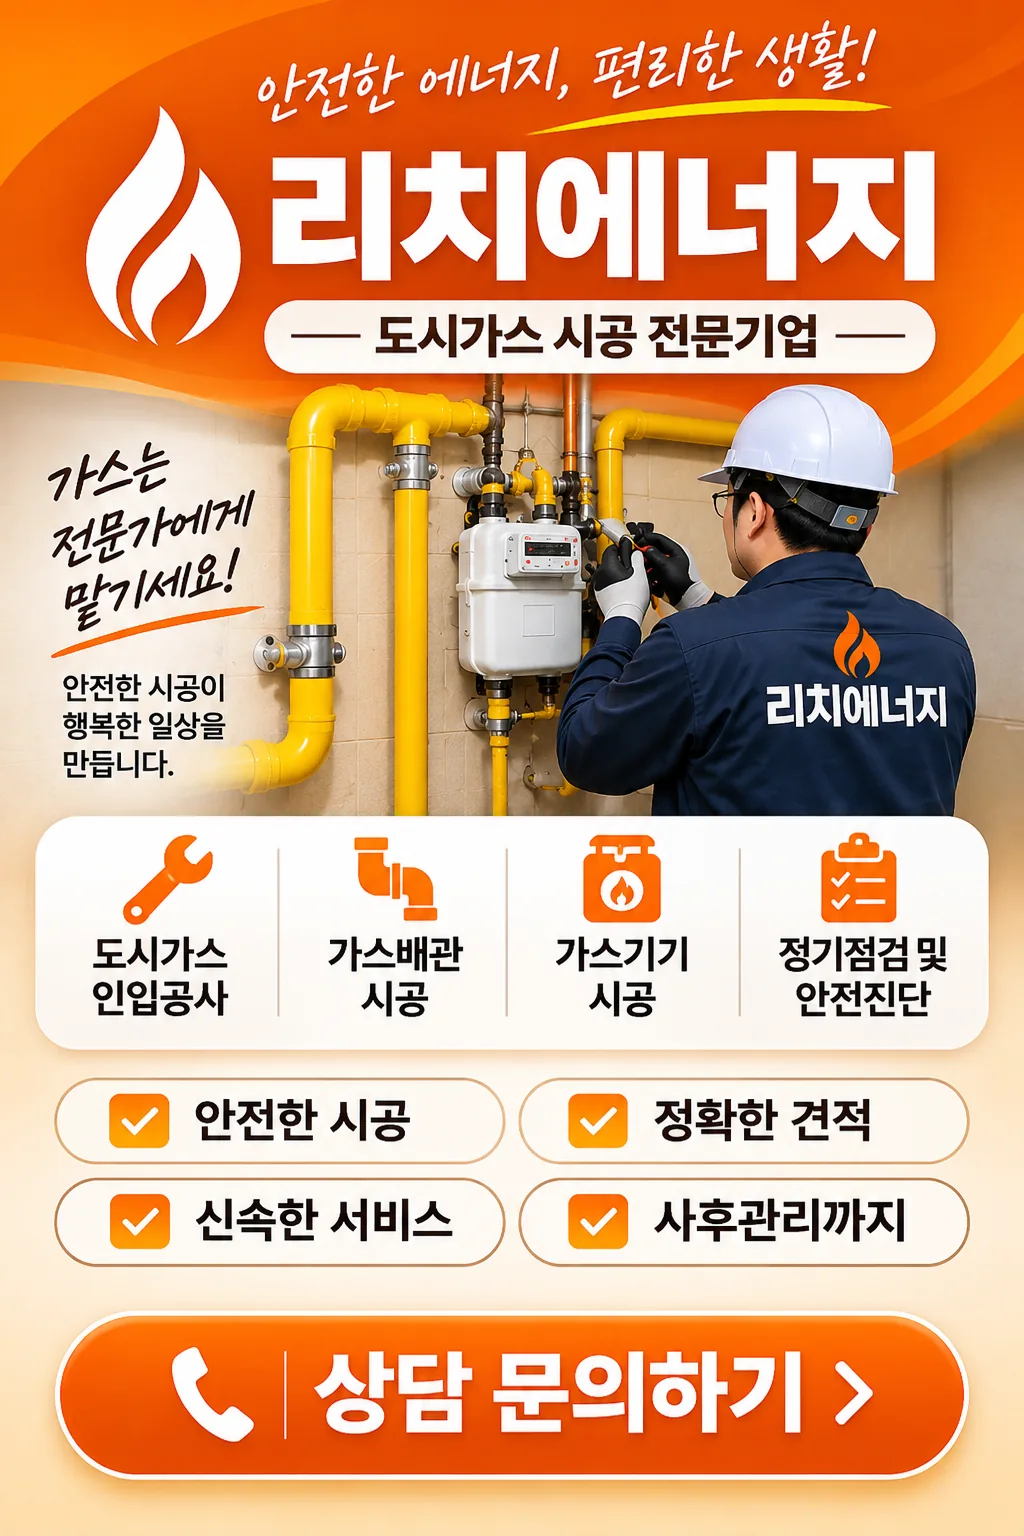 안전한 에너지, 편리한 생활!
리치에너지
도시가스 시공 전문기업
가스는
전문가에게
맡기세요!
안전한 시공이
행복한 일상을
만듭니다.
리치에너지
도시가스
인입공사
가스배관
시공
가스기기
시공
정기점검 및
안전진단
안전한 시공
정확한 견적
신속한 서비스
사후관리까지
상담 문의하기